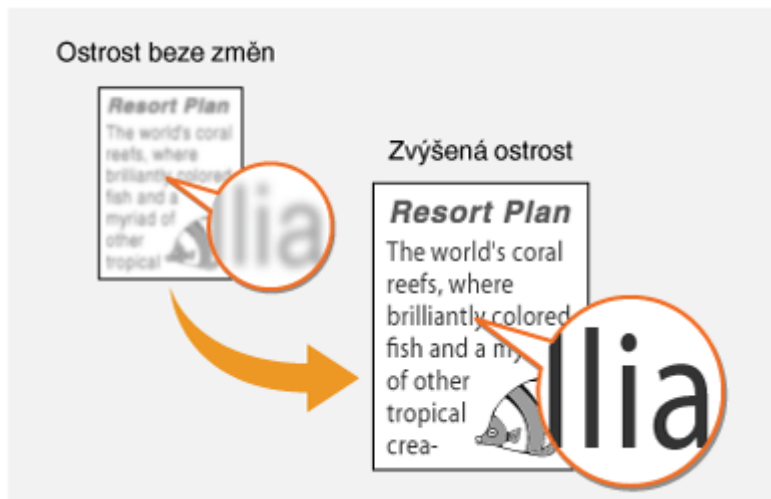 Ostrost beze změn
Resort Plan
The world's coral
reefs, where
brilliantly colored
fish and a
myriad of
other
tropical
lia
Zvýšená ostrost
Resort Plan
The world's coral
reefs, where
brilliantly colored
fish and a my
of other
tropical
crea-
llia